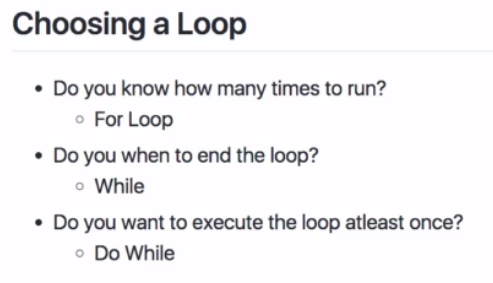 Choosing a Loop
Do you know how many times to run?
For Loop
Do you when to end the loop?
While
Do you want to execute the loop atleast once?
Do While